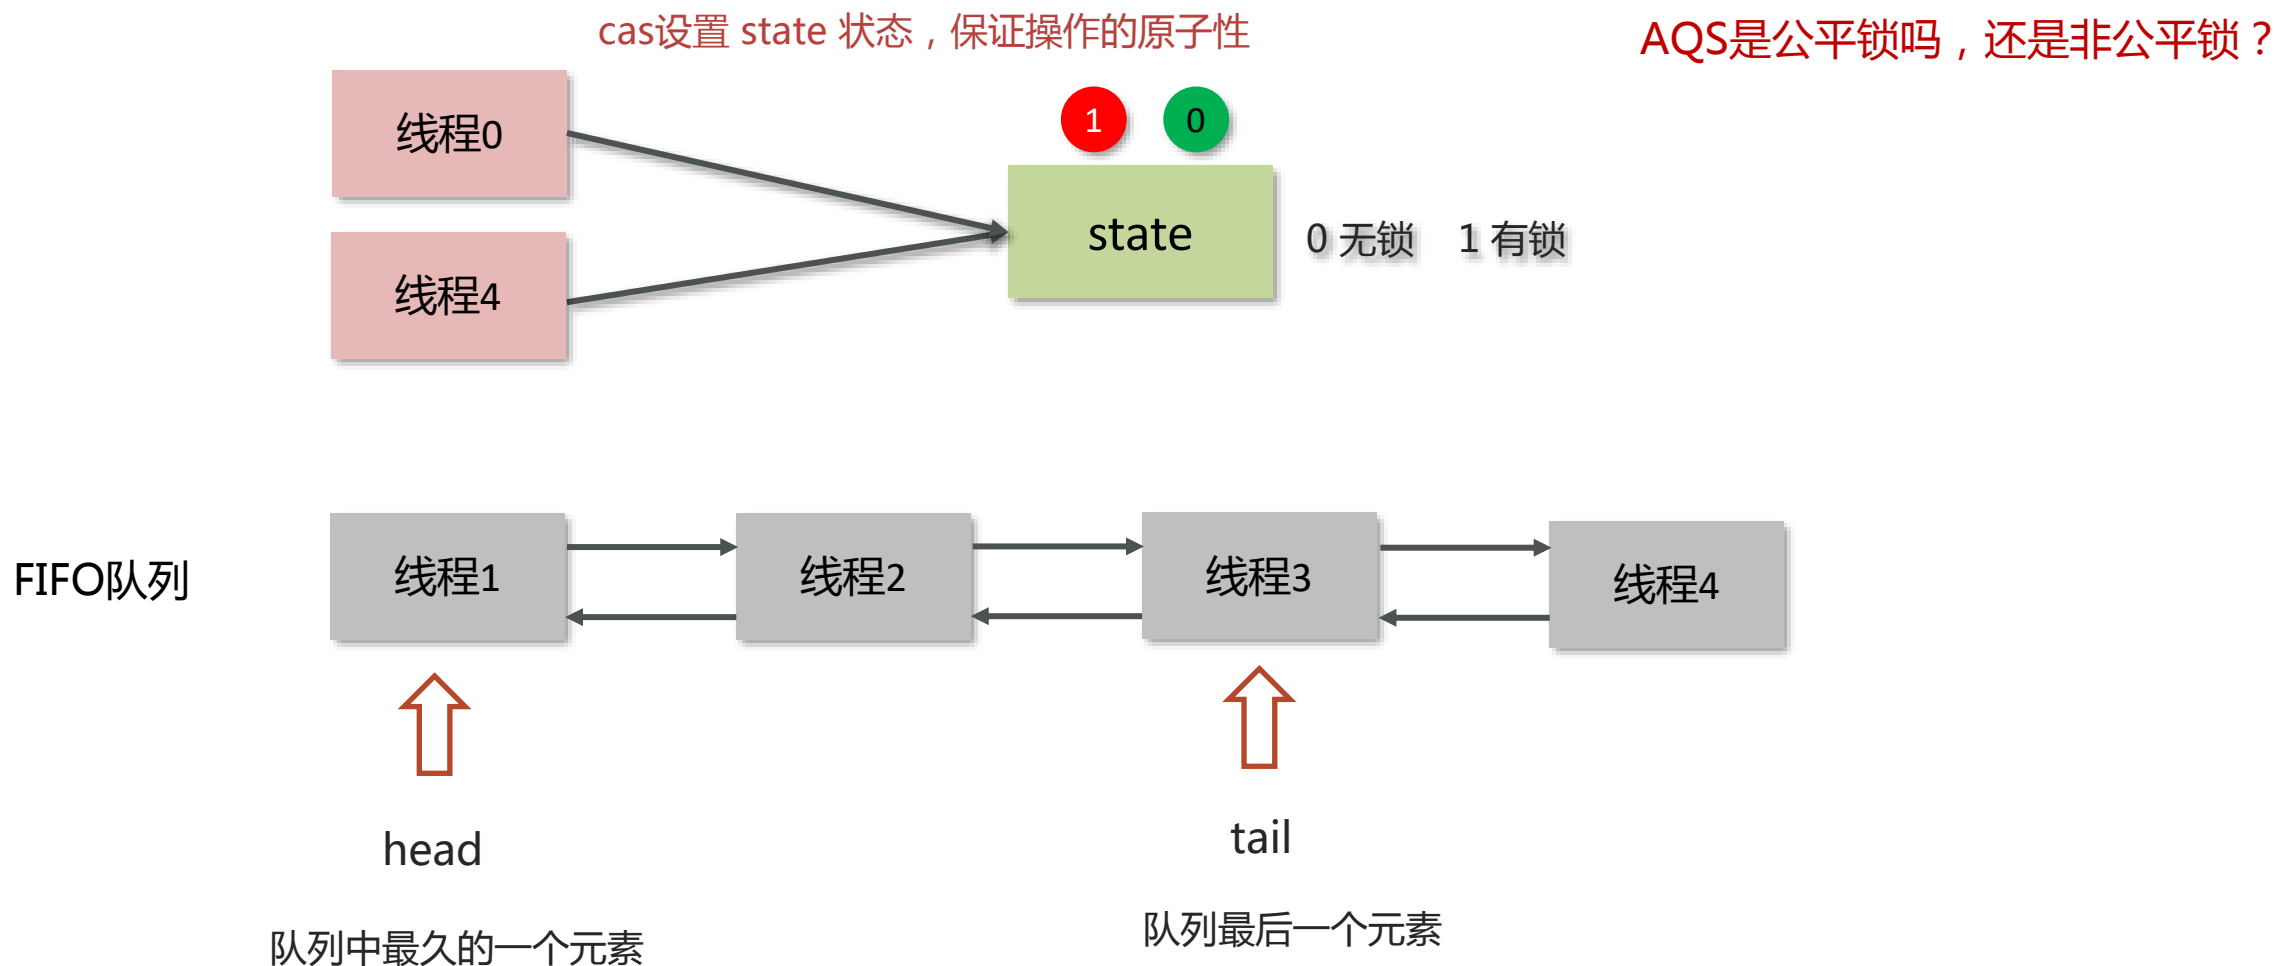 cas设置 state 状态，保证操作的原子性
AQS是公平锁吗，还是非公平锁？
线程0
1
0
state
0 无锁 1 有锁
线程4
FIFO队列
线程1
线程2
线程3
线程4
head
tail
队列中最久的一个元素
队列最后一个元素